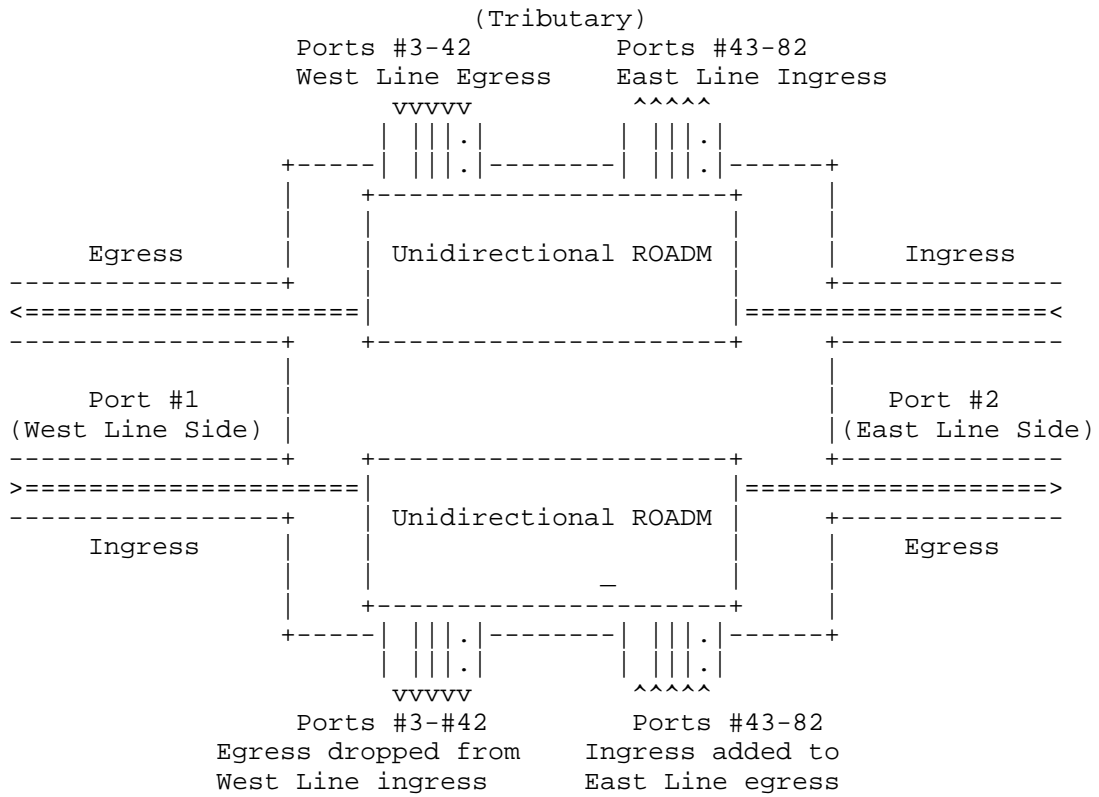 (Tributary)
Ports #3-42 Ports #43-82
West Line Egress East Line Ingress
vvvvv ^^^^^
Egress Unidirectional ROADM Ingress
Port #1 Port #2
(West Line Side) (East Line Side)
Unidirectional ROADM
Ingress Egress
_
vvvvv ^^^^^
Ports #3-#42 Ports #43-82
Egress dropped from Ingress added to
West Line ingress East Line egress